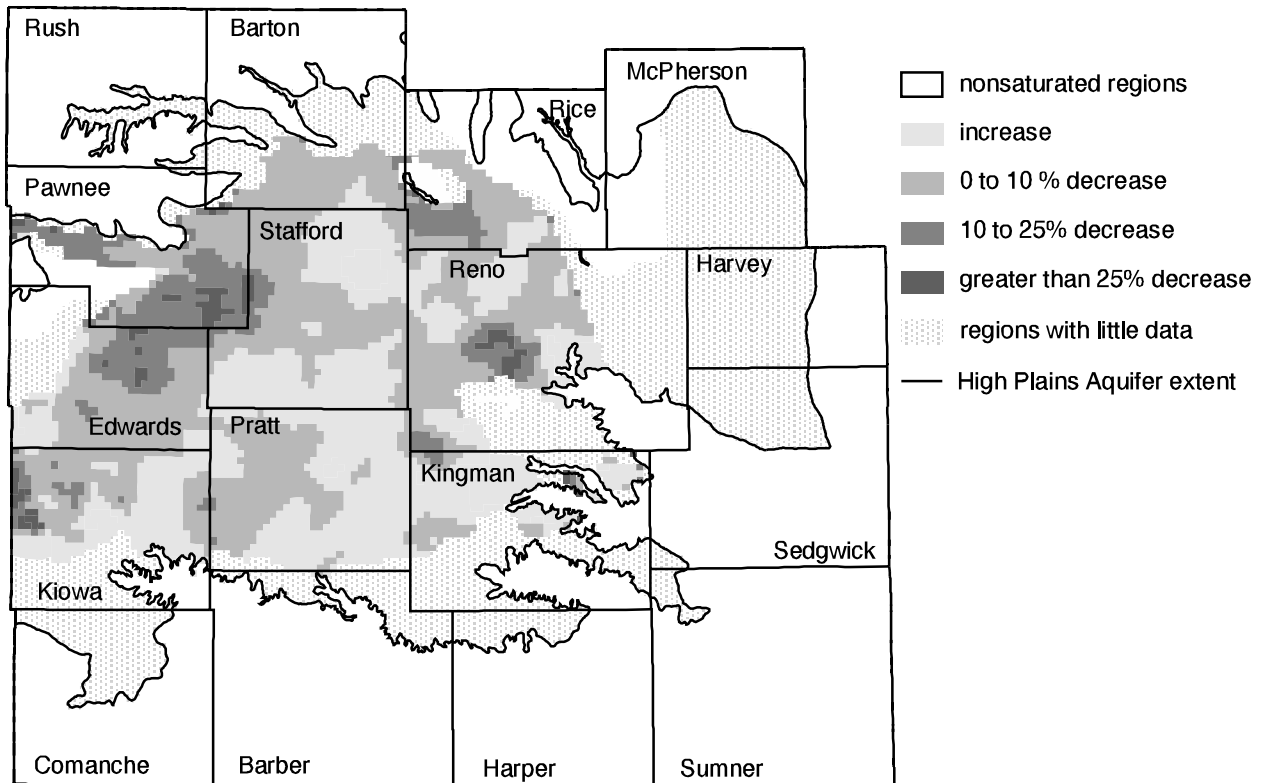 Rush
Barton
McPherson
Rice
Pawnee
Stafford
Reno
Harvey
Edwards
Pratt
Kingman
Sedgwick
Kiowa
Comanche
Barber
Harper
Sumner
nonsaturated regions
increase
0 to 10 % decrease
10 to 25% decrease
greater than 25% decrease
regions with little data
High Plains Aquifer extent